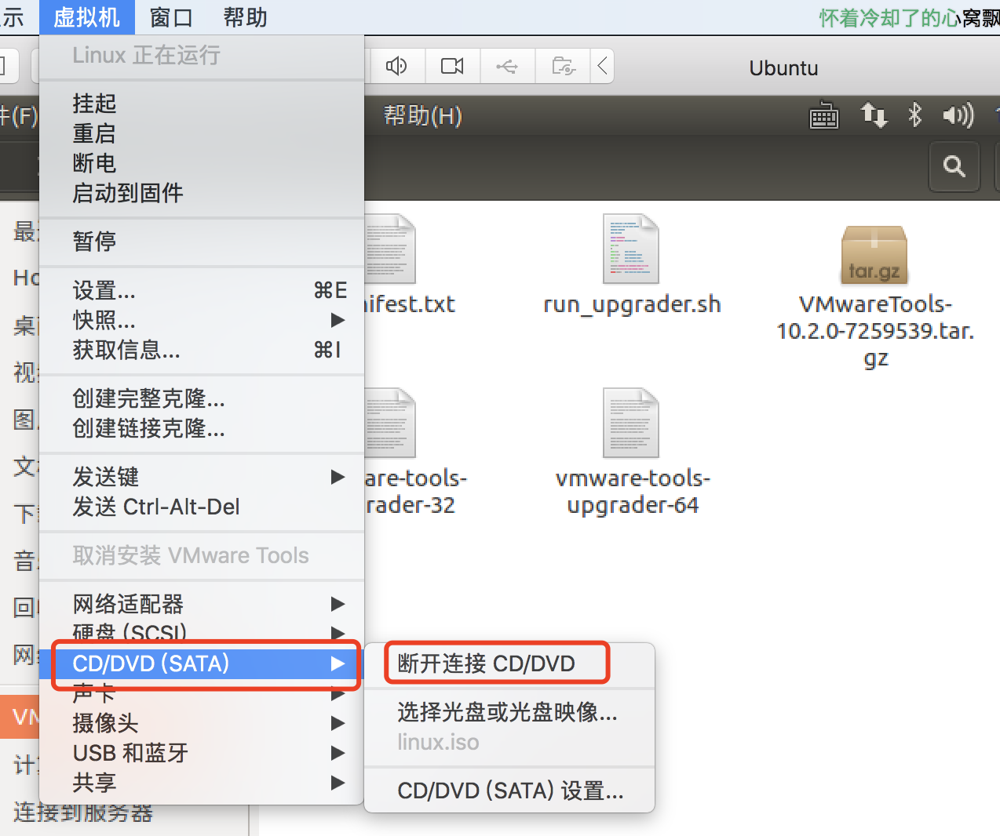 示 虚拟机 窗口 帮助
怀着冷却了的心窝飘
Linux 正在运行
Ubuntu
挂起
件(F)
帮助(H)
重启
断电
启动到固件
暂停
设置... ⌘E
快照...
获取信息... ⌘I
ifest.txt
run_upgrader.sh
tar.gz
VMwareTools-
10.2.0-7259539.tar.
gz
创建完整克隆...
创建链接克隆...
发送键
发送 Ctrl-Alt-Del
are-tools-
rader-32
vmware-tools-
upgrader-64
取消安装 VMware Tools
网络适配器
硬盘 (SCSI)
CD/DVD (SATA)
声卡
摄像头
USB 和蓝牙
共享
断开连接 CD/DVD
选择光盘或光盘映像...
linux.iso
CD/DVD (SATA) 设置...
最
Ho
桌
视
图
文
下
音
回
网
VM
计
连接到服务器